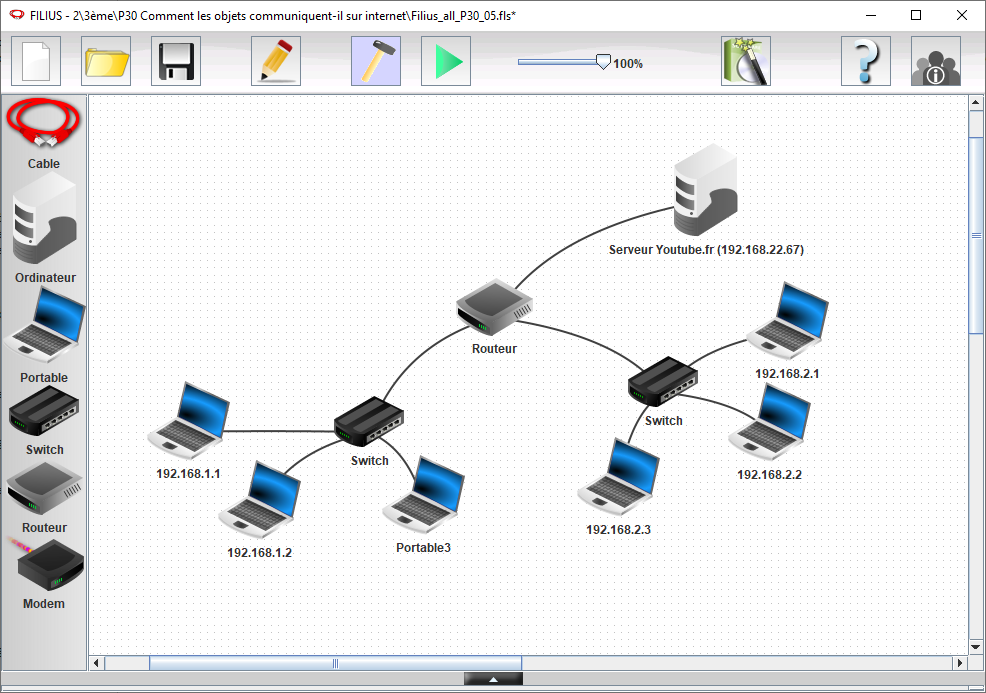 FILIUS - 2\3ème\P30 Comment les objets communiquent-il sur internet\Filius_all_P30_05.fls*
100%
Cable
Ordinateur
Portable
Switch
Routeur
Modem
Serveur Youtube.fr (192.168.22.67)
Routeur
192.168.2.1
Switch
192.168.2.2
192.168.2.3
Switch
192.168.1.1
192.168.1.2
Portable3